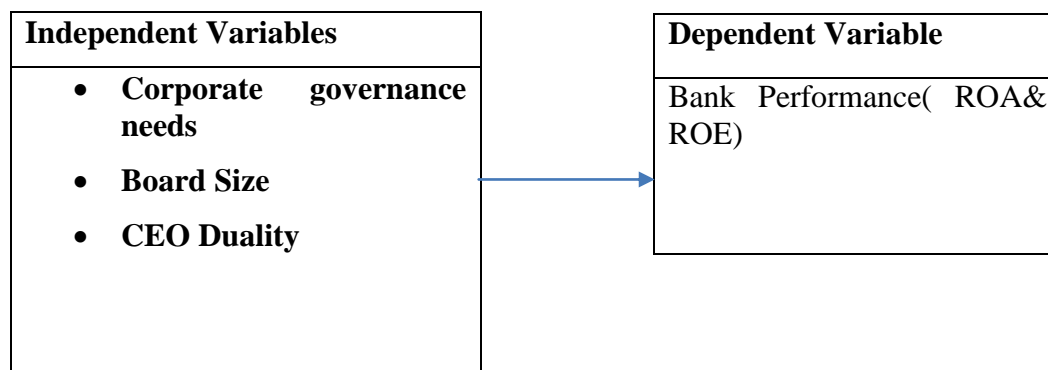 Independent Variables
• Corporate governance
needs
• Board Size
• CEO Duality
Dependent Variable
Bank Performance( ROA&
ROE)